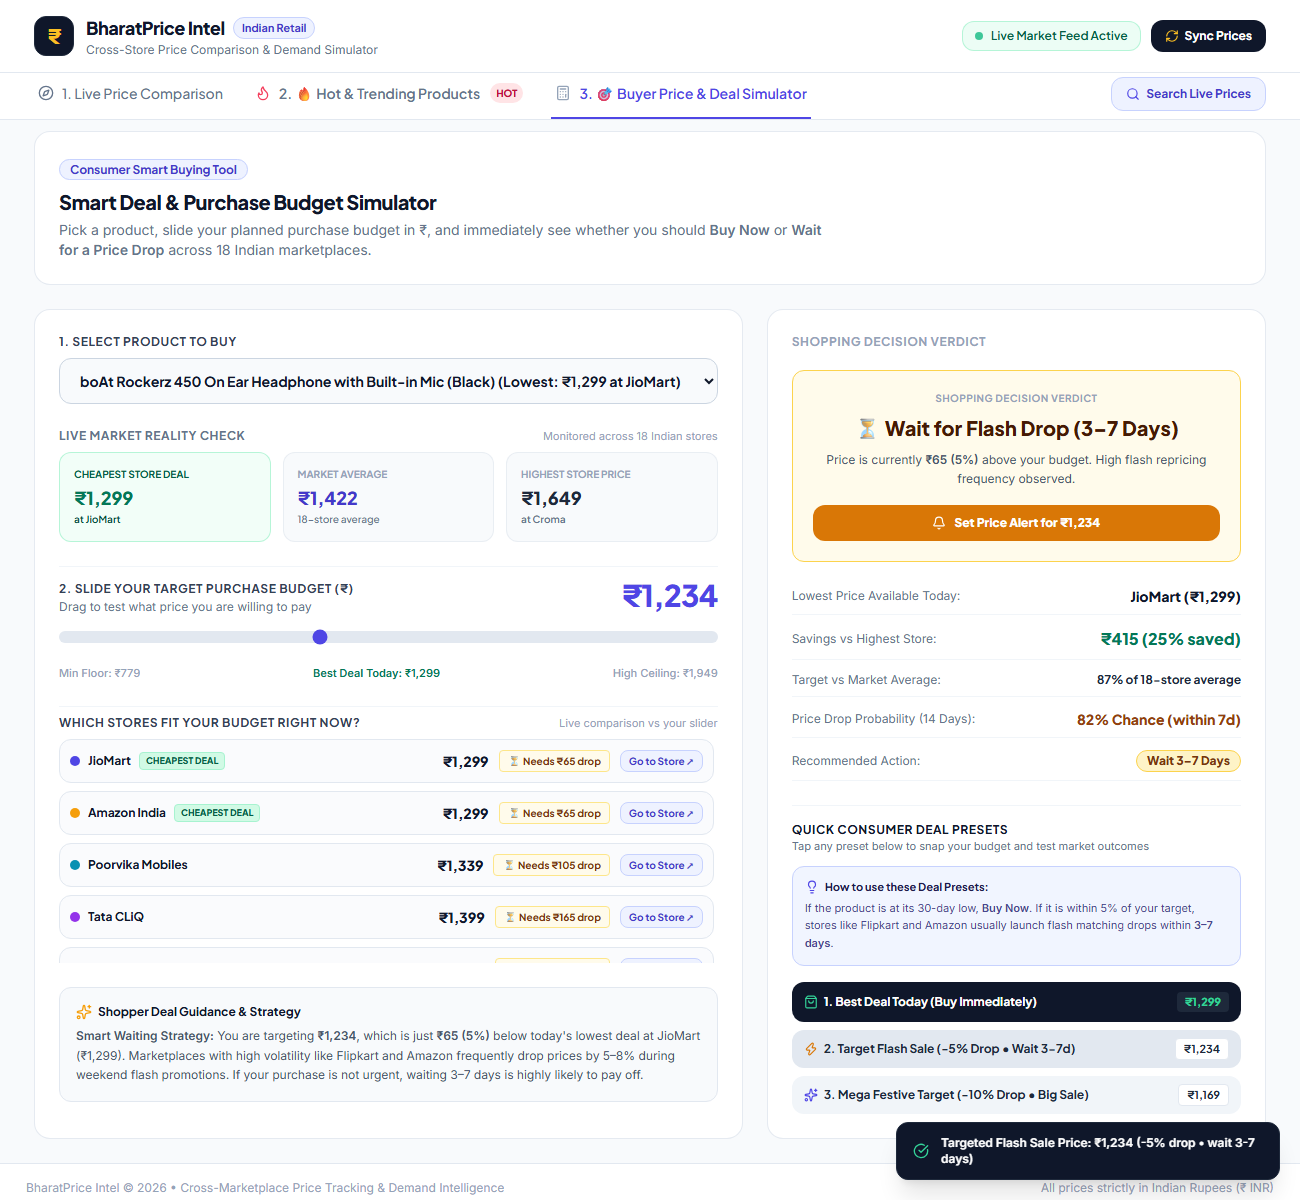 ₹
BharatPrice Intel
Indian Retail
Cross-Store Price Comparison & Demand Simulator
Live Market Feed Active
Sync Prices
1. Live Price Comparison
2. 🔥 Hot & Trending Products
HOT
3. 🎯 Buyer Price & Deal Simulator
Search Live Prices
Consumer Smart Buying Tool
Smart Deal & Purchase Budget Simulator
Pick a product, slide your planned purchase budget in ₹, and immediately see whether you should Buy Now or Wait
for a Price Drop across 18 Indian marketplaces.
1. SELECT PRODUCT TO BUY
boAt Rockerz 450 On Ear Headphone with Built-in Mic (Black) (Lowest: ₹1,299 at JioMart)
LIVE MARKET REALITY CHECK
Monitored across 18 Indian stores
CHEAPEST STORE DEAL
₹1,299
at JioMart
MARKET AVERAGE
₹1,422
18-store average
HIGHEST STORE PRICE
₹1,649
at Croma
2. SLIDE YOUR TARGET PURCHASE BUDGET (₹)
Drag to test what price you are willing to pay
₹1,234
Min Floor: ₹779
Best Deal Today: ₹1,299
High Ceiling: ₹1,949
WHICH STORES FIT YOUR BUDGET RIGHT NOW?
Live comparison vs your slider
JioMart CHEAPEST DEAL ₹1,299 ⏳ Needs ₹65 drop Go to Store ↗
Amazon India CHEAPEST DEAL ₹1,299 ⏳ Needs ₹65 drop Go to Store ↗
Poorvika Mobiles ₹1,339 ⏳ Needs ₹105 drop Go to Store ↗
Tata CLiQ ₹1,399 ⏳ Needs ₹165 drop Go to Store ↗
Shopper Deal Guidance & Strategy
Smart Waiting Strategy: You are targeting ₹1,234, which is just ₹65 (5%) below today's lowest deal at JioMart
(₹1,299). Marketplaces with high volatility like Flipkart and Amazon frequently drop prices by 5–8% during
weekend flash promotions. If your purchase is not urgent, waiting 3–7 days is highly likely to pay off.
SHOPPING DECISION VERDICT
SHOPPING DECISION VERDICT
⏳ Wait for Flash Drop (3–7 Days)
Price is currently ₹65 (5%) above your budget. High flash repricing
frequency observed.
Set Price Alert for ₹1,234
Lowest Price Available Today: JioMart (₹1,299)
Savings vs Highest Store: ₹415 (25% saved)
Target vs Market Average: 87% of 18-store average
Price Drop Probability (14 Days): 82% Chance (within 7d)
Recommended Action: Wait 3–7 Days
QUICK CONSUMER DEAL PRESETS
Tap any preset below to snap your budget and test market outcomes
How to use these Deal Presets:
If the product is at its 30-day low, Buy Now. If it is within 5% of your target,
stores like Flipkart and Amazon usually launch flash matching drops within 3–7
days.
1. Best Deal Today (Buy Immediately) ₹1,299
2. Target Flash Sale (-5% Drop • Wait 3-7d) ₹1,234
3. Mega Festive Target (-10% Drop • Big Sale) ₹1,169
Targeted Flash Sale Price: ₹1,234 (-5% drop • wait 3-7
days)
BharatPrice Intel © 2026 • Cross-Marketplace Price Tracking & Demand Intelligence
All prices strictly in Indian Rupees (₹ INR)